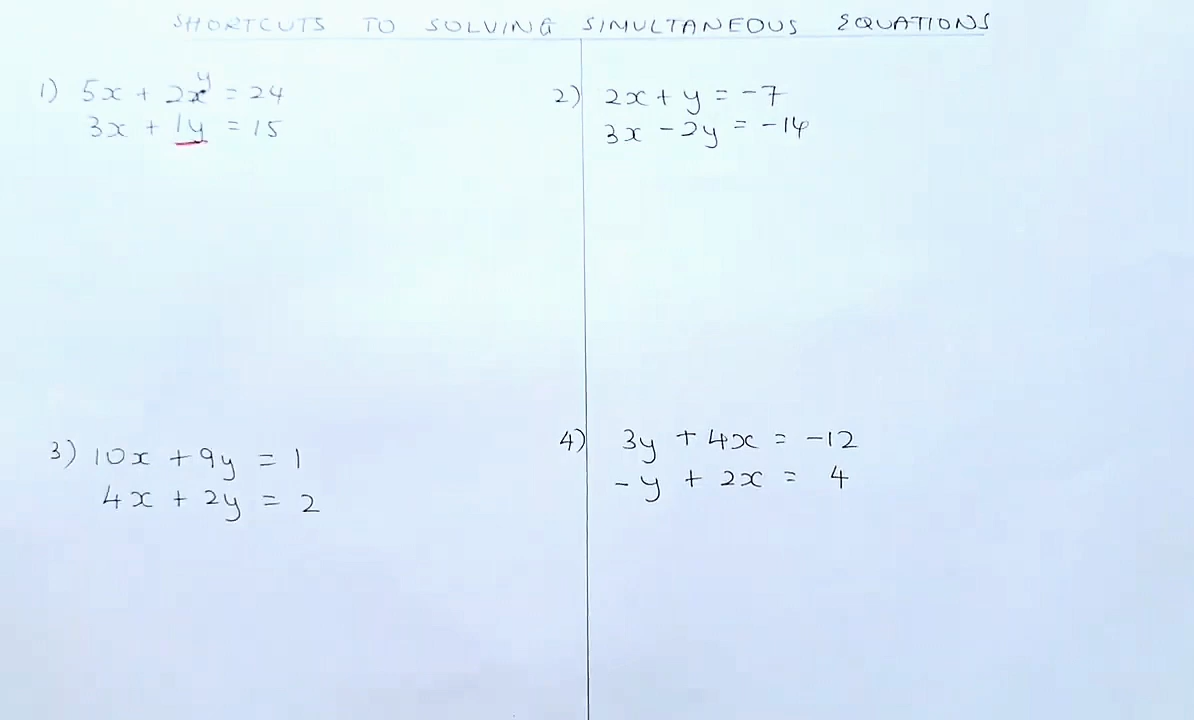 SHORTCUTS TO SOLVING SIMULTANEOUS EQUATIONS
1) 5x + 2y = 24
3x + 1y = 15
2) 2x + y = -7
3x - 2y = -14
3) 10x + 9y = 1
4x + 2y = 2
4) 3y + 4x = -12
-y + 2x = 4